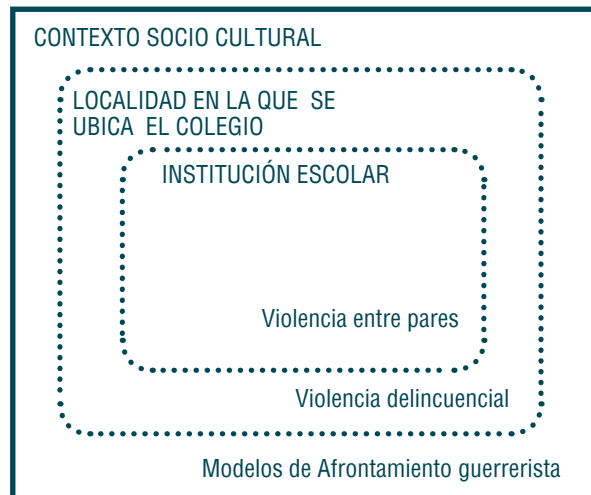 CONTEXTO SOCIO CULTURAL
LOCALIDAD EN LA QUE SE
UBICA EL COLEGIO
INSTITUCIÓN ESCOLAR
Violencia entre pares
Violencia delincuencial
Modelos de Afrontamiento guerrerista